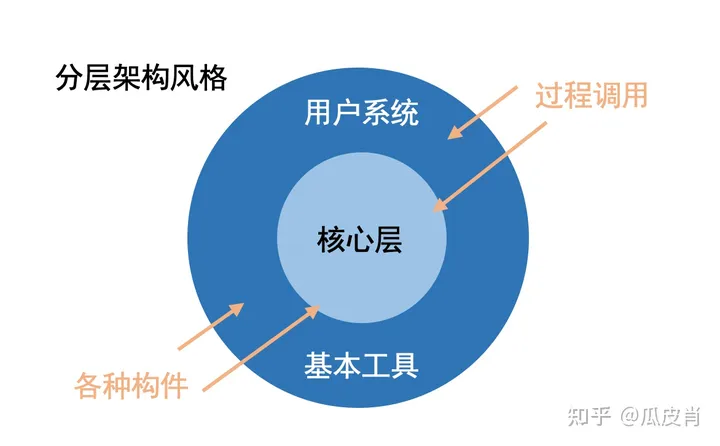 分层架构风格
过程调用
用户系统
核心层
基本工具
各种构件
知乎 @瓜皮肖